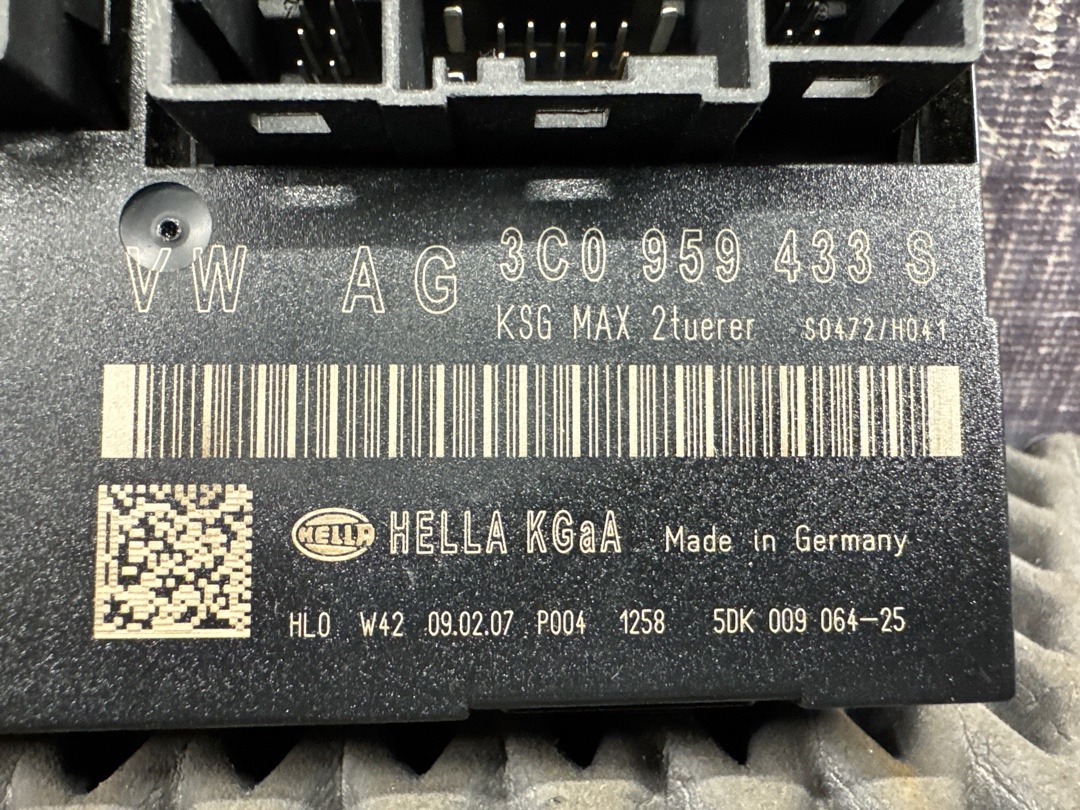 VW AG 3C0 959 433 S
KSG MAX 2tuerer S0472/H041
HELLA HELLA KGaA Made in Germany
HLO W42 09.02.07 P004 1258 5DK 009 064-25